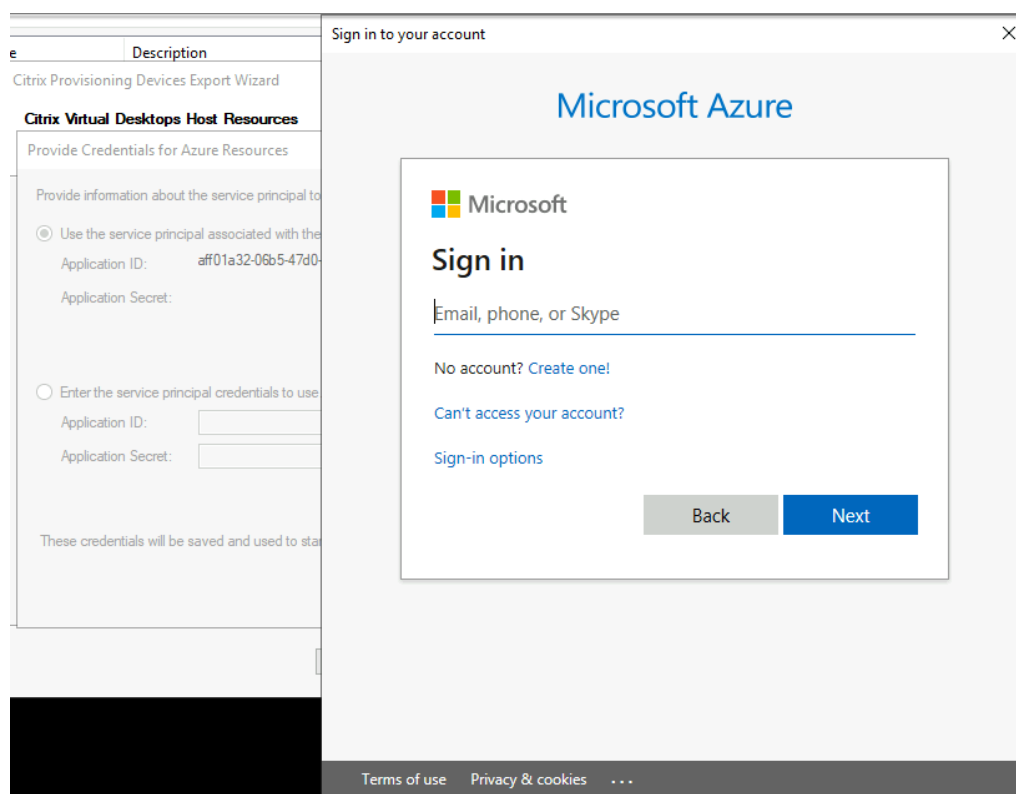 Sign in to your account
e Description
Citrix Provisioning Devices Export Wizard
Citrix Virtual Desktops Host Resources
Provide Credentials for Azure Resources
Provide information about the service principal to
Use the service principal associated with the
Application ID: aff01a32-06b5-47d0-
Application Secret:
Enter the service principal credentials to use
Application ID:
Application Secret:
These credentials will be saved and used to star
Microsoft Azure
Microsoft
Sign in
Email, phone, or Skype
No account? Create one!
Can't access your account?
Sign-in options
Back Next
Terms of use Privacy & cookies ...